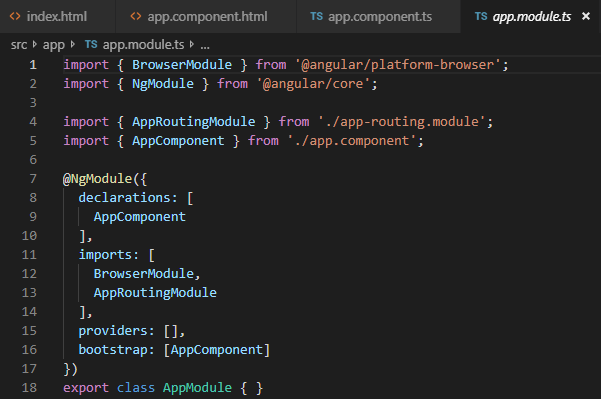 index.html app.component.html TS app.component.ts TS app.module.ts ×
src > app > TS app.module.ts > ...
1 import { BrowserModule } from '@angular/platform-browser';
2 import { NgModule } from '@angular/core';
3
4 import { AppRoutingModule } from './app-routing.module';
5 import { AppComponent } from './app.component';
6
7 @NgModule({
8   declarations: [
9     AppComponent
10   ],
11   imports: [
12     BrowserModule,
13     AppRoutingModule
14   ],
15   providers: [],
16   bootstrap: [AppComponent]
17 })
18 export class AppModule { }